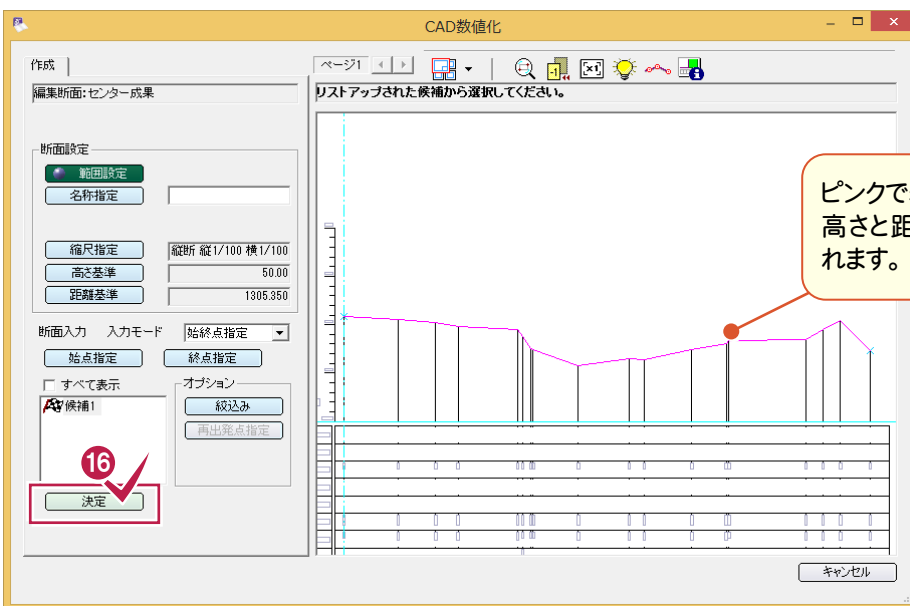 CAD数値化
作成
ページ1
編集断面:センター成果
リストアップされた候補から選択してください。
断面設定
範囲設定
名称指定
縮尺指定 縦断 縦1/100 横1/100
高さ基準 50.00
距離基準 1305.350
ピンクで
高さと距
れます。
断面入力 入力モード 始終点指定
始点指定 終点指定
すべて表示 オプション
候補1 絞込み
再出発点指定
16
決定
キャンセル